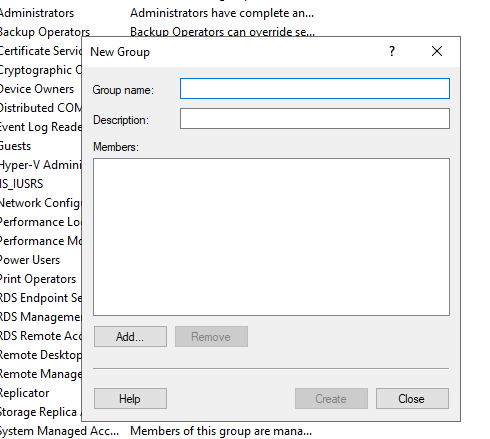 Administrators Administrators have complete an...
Backup Operators Backup Operators can override se...
Certificate Servic
New Group ? ×
Cryptographic O
Group name:
Device Owners
Distributed COM
Description:
Event Log Reade
Guests
Members:
Hyper-V Admini
IS_IUSRS
Network Configu
Performance Lo
Performance Mo
Power Users
Print Operators
RDS Endpoint Se
RDS Manageme
RDS Remote Acc
Add... Remove
Remote Desktop
Remote Manage
Replicator
Help Create Close
Storage Replica A
System Managed Acc... Members of this group are mana...